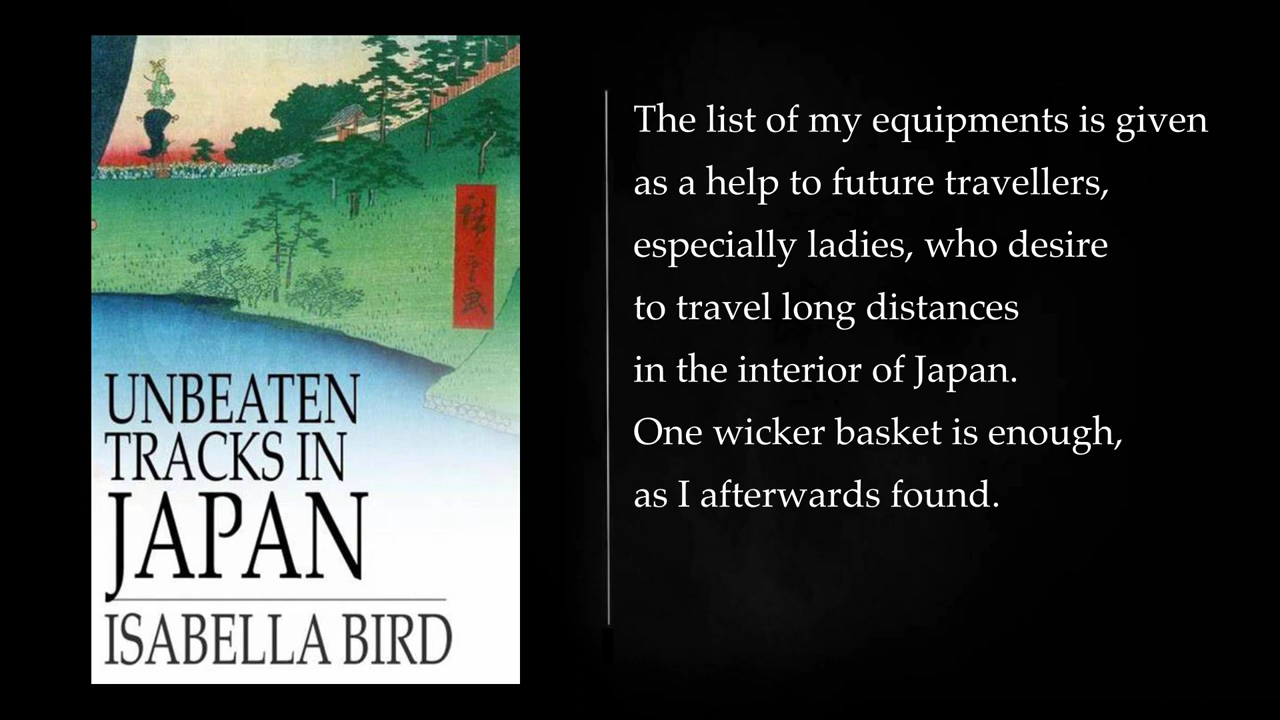 UNBEATEN
TRACKS IN
JAPAN
ISABELLA BIRD
The list of my equipments is given
as a help to future travellers,
especially ladies, who desire
to travel long distances
in the interior of Japan.
One wicker basket is enough,
as I afterwards found.